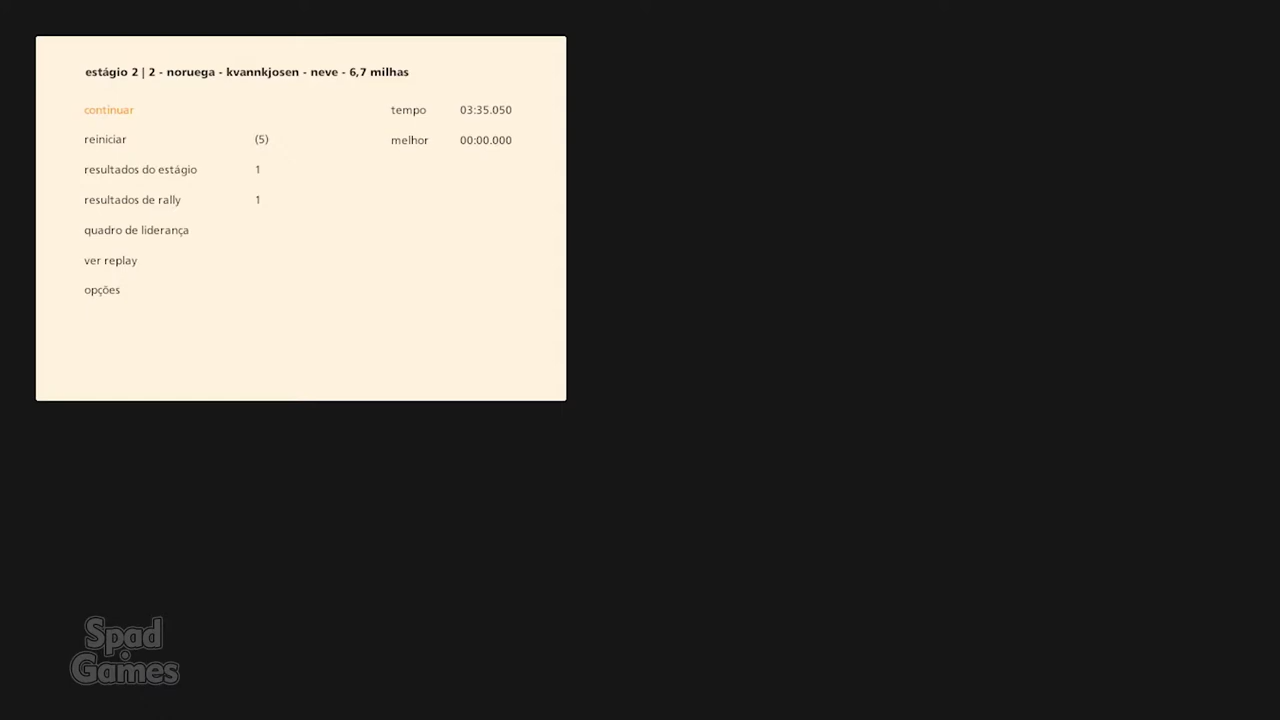 estágio 2 | 2 - noruega - kvannkjosen - neve - 6,7 milhas
continuar tempo 03:35.050
reiniciar (5) melhor 00:00.000
resultados do estágio 1
resultados de rally 1
quadro de liderança
ver replay
opções
Spad
Games